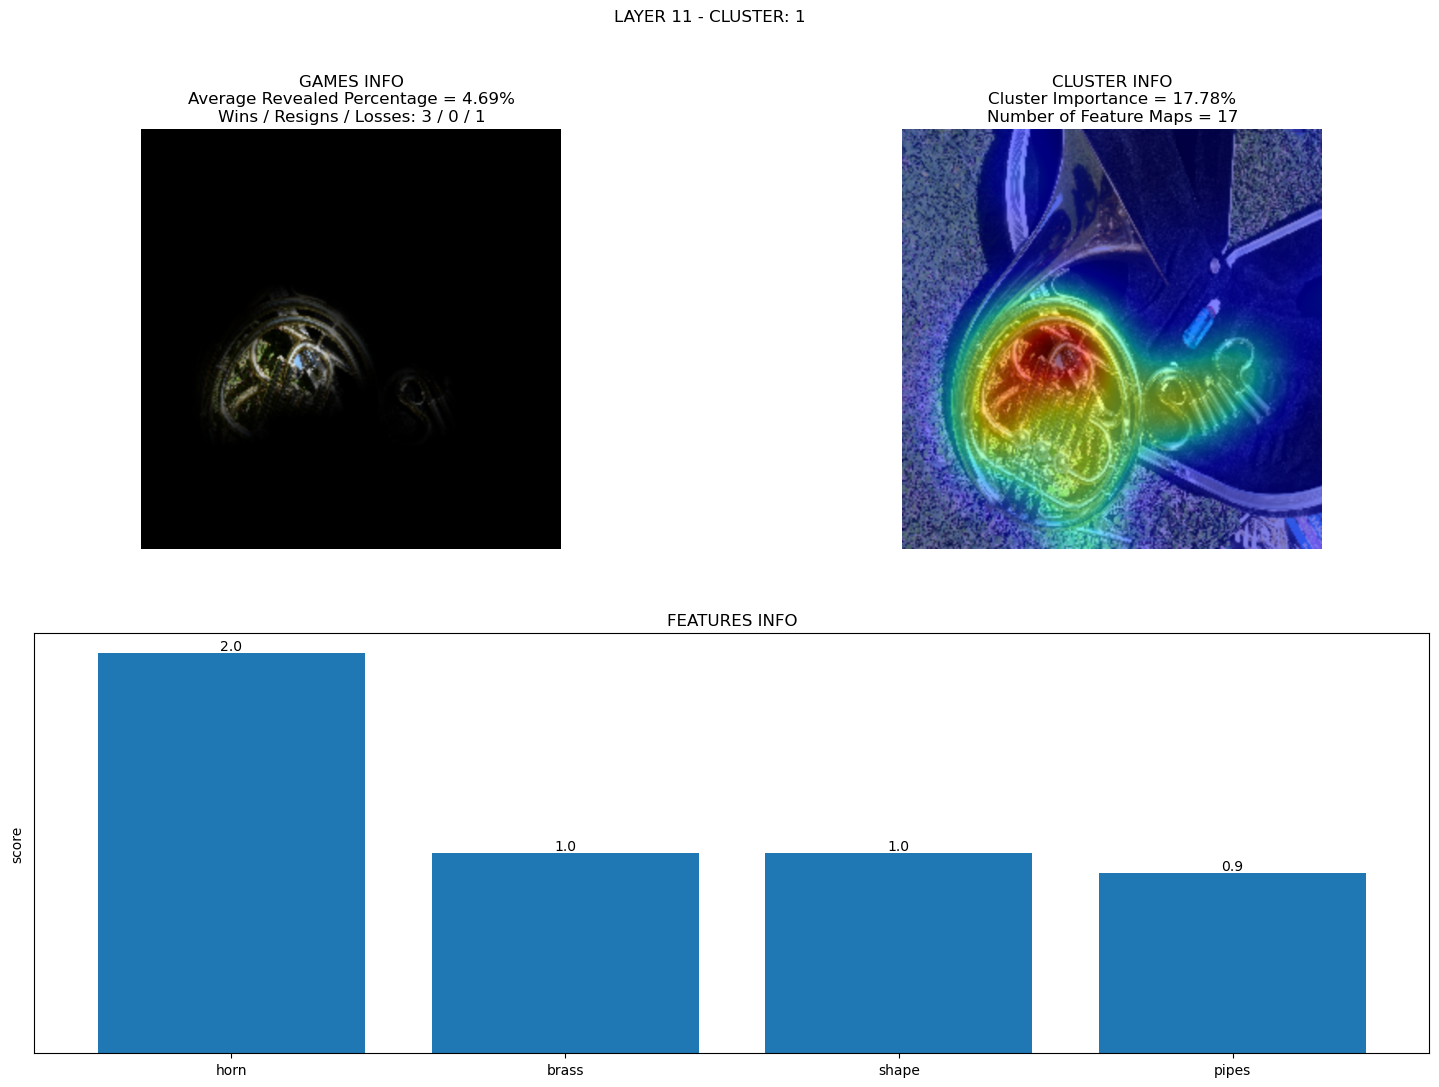 LAYER 11 - CLUSTER: 1
GAMES INFO
Average Revealed Percentage = 4.69%
Wins / Resigns / Losses: 3 / 0 / 1
CLUSTER INFO
Cluster Importance = 17.78%
Number of Feature Maps = 17
FEATURES INFO
score
2.0
1.0
1.0
0.9
horn
brass
shape
pipes